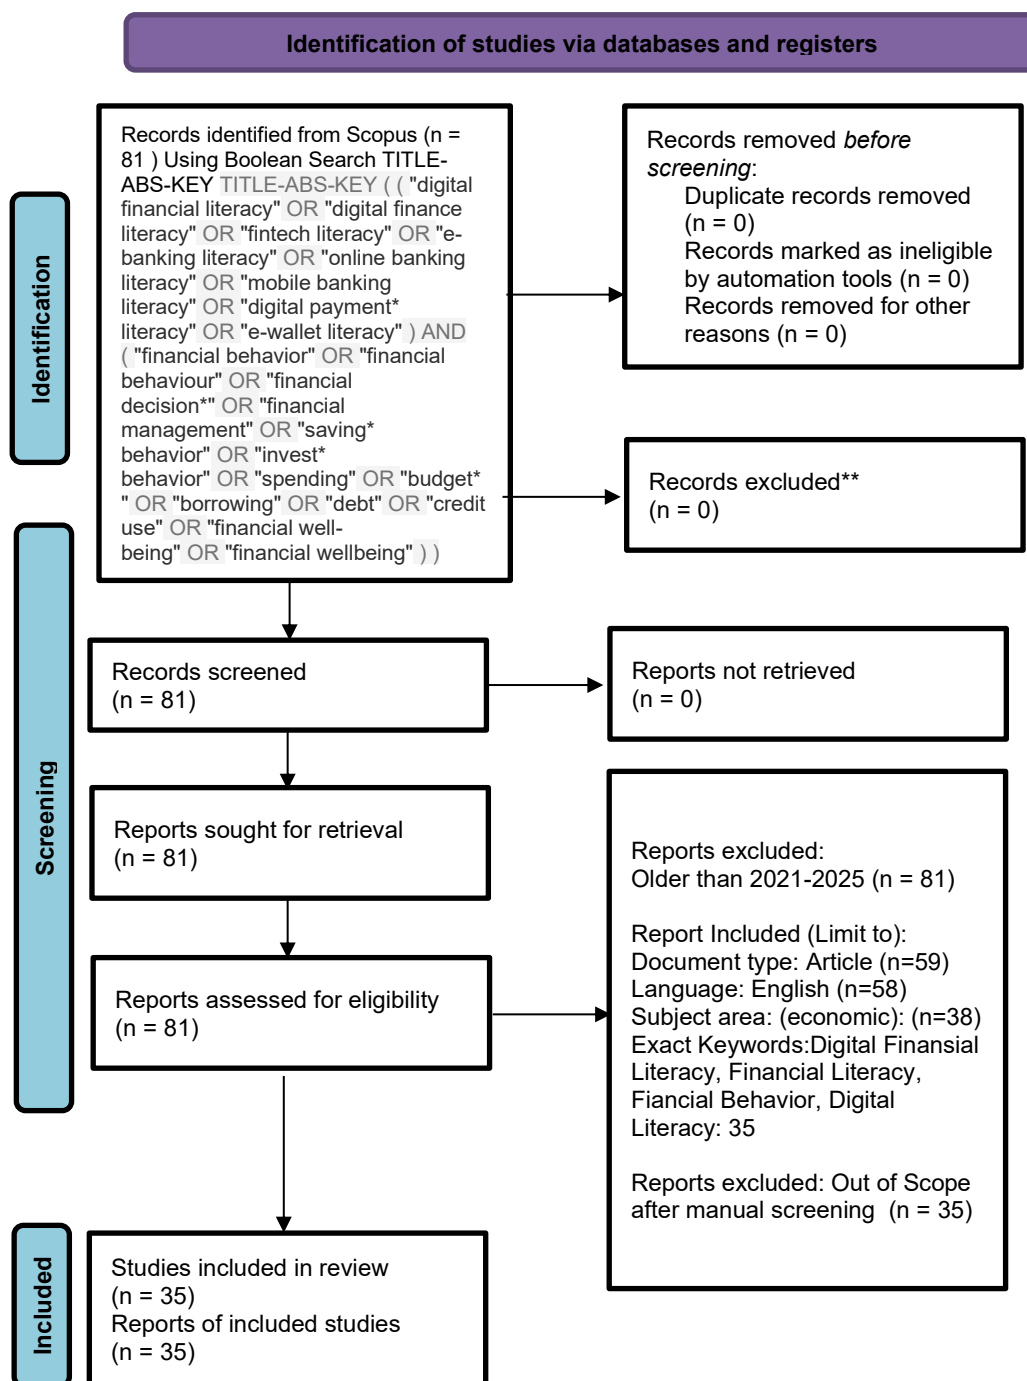 Identification of studies via databases and registers
Identification
Records identified from Scopus (n =
81 ) Using Boolean Search TITLE-
ABS-KEY TITLE-ABS-KEY ( ( "digital
financial literacy" OR "digital finance
literacy" OR "fintech literacy" OR "e-
banking literacy" OR "online banking
literacy" OR "mobile banking
literacy" OR "digital payment*
literacy" OR "e-wallet literacy" ) AND
( "financial behavior" OR "financial
behaviour" OR "financial
decision*" OR "financial
management" OR "saving*
behavior" OR "invest*
behavior" OR "spending" OR "budget*
" OR "borrowing" OR "debt" OR "credit
use" OR "financial well-
being" OR "financial wellbeing" ) )
Records removed before
screening:
Duplicate records removed
(n = 0)
Records marked as ineligible
by automation tools (n = 0)
Records removed for other
reasons (n = 0)
Records excluded**
(n = 0)
Screening
Records screened
(n = 81)
Reports not retrieved
(n = 0)
Reports sought for retrieval
(n = 81)
Reports assessed for eligibility
(n = 81)
Reports excluded:
Older than 2021-2025 (n = 81)
Report Included (Limit to):
Document type: Article (n=59)
Language: English (n=58)
Subject area: (economic): (n=38)
Exact Keywords:Digital Finansial
Literacy, Financial Literacy,
Fiancial Behavior, Digital
Literacy: 35
Reports excluded: Out of Scope
after manual screening (n = 35)
Included
Studies included in review
(n = 35)
Reports of included studies
(n = 35)